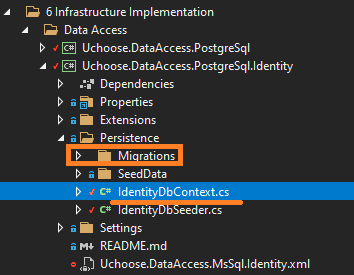 6 Infrastructure Implementation
Data Access
C# Uchoose.DataAccess.PostgreSql
C# Uchoose.DataAccess.PostgreSql.Identity
Dependencies
Properties
Extensions
Persistence
Migrations
SeedData
C# IdentityDbContext.cs
C# IdentityDbSeeder.cs
Settings
M README.md
Uchoose.DataAccess.MsSql.Identity.xml